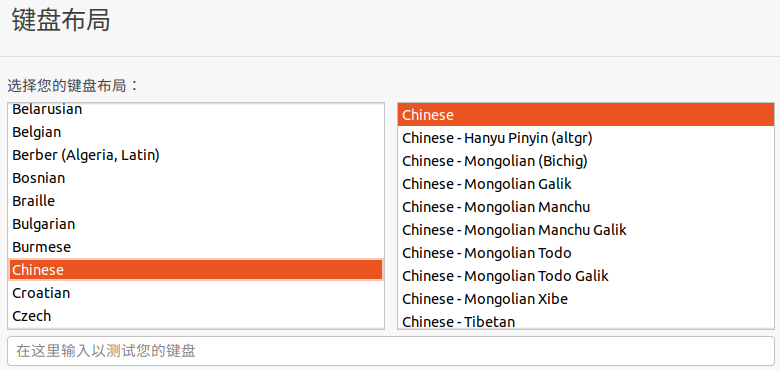 键盘布局
选择您的键盘布局：
Belarusian
Belgian
Berber (Algeria, Latin)
Bosnian
Braille
Bulgarian
Burmese
Chinese
Croatian
Czech
Chinese
Chinese - Hanyu Pinyin (altgr)
Chinese - Mongolian (Bichig)
Chinese - Mongolian Galik
Chinese - Mongolian Manchu
Chinese - Mongolian Manchu Galik
Chinese - Mongolian Todo
Chinese - Mongolian Todo Galik
Chinese - Mongolian Xibe
Chinese - Tibetan
在这里输入以测试您的键盘